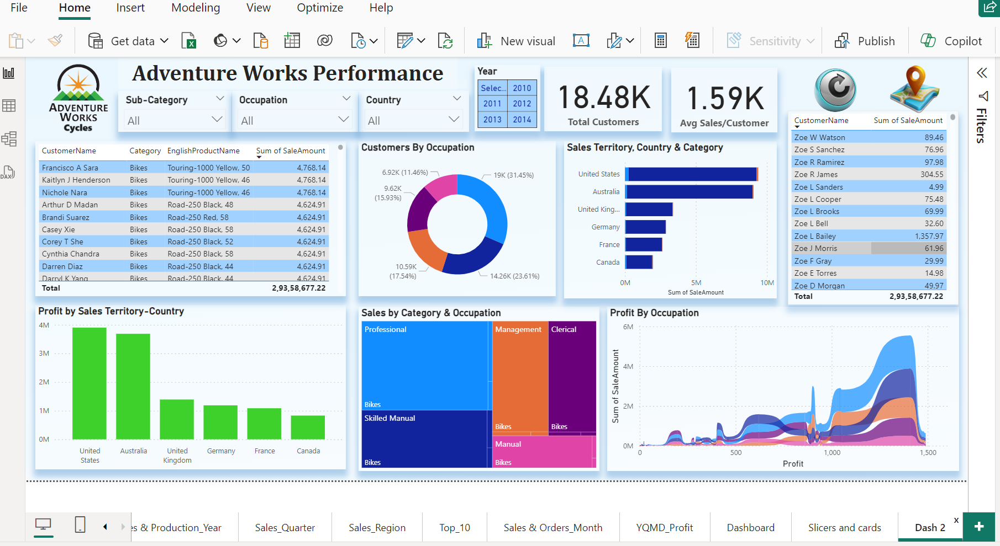 File Home Insert Modeling View Optimize Help
Get data New visual Sensitivity Publish Copilot
ADVENTURE
WORKS
Cycles
Adventure Works Performance
Sub-Category
All
Occupation
All
Country
All
Year
Selec... 2010
2011 2012
2013 2014
18.48K
Total Customers
1.59K
Avg Sales/Customer
Filters
CustomerName Category EnglishProductName Sum of SaleAmount
Francisco A Sara Bikes Touring-1000 Yellow, 50 4,768.14
Kaitlyn J Henderson Bikes Touring-1000 Yellow, 46 4,768.14
Nichole Nara Bikes Touring-1000 Yellow, 46 4,768.14
Arthur D Madan Bikes Road-250 Black, 48 4,624.91
Brandi Suarez Bikes Road-250 Red, 58 4,624.91
Casey Xie Bikes Road-250 Black, 58 4,624.91
Corey T She Bikes Road-250 Black, 52 4,624.91
Cynthia Chandra Bikes Road-250 Black, 58 4,624.91
Darren Diaz Bikes Road-250 Black, 44 4,624.91
Darryl K Yang Bikes Road-250 Black, 44 4,624.91
Total 2,93,58,677.22
Customers By Occupation
6.92K (11.46%)
19K (31.45%)
9.62K
(15.93%)
10.59K
(17.54%)
14.26K (23.61%)
Sales Territory, Country & Category
United States
Australia
United King...
Germany
France
Canada
0M 5M 10M
Sum of SaleAmount
CustomerName Sum of SaleAmount
Zoe W Watson 89.46
Zoe S Sanchez 76.96
Zoe R Ramirez 97.98
Zoe R James 304.55
Zoe L Sanders 4.99
Zoe L Cooper 75.48
Zoe L Brooks 69.99
Zoe L Bell 32.60
Zoe L Bailey 1,357.97
Zoe J Morris 61.96
Zoe F Gray 29.99
Zoe E Torres 14.98
Zoe D Morgan 49.97
Total 2,93,58,677.22
Profit by Sales Territory-Country
4M
3M
2M
1M
0M
United
States
Australia
United
Kingdom
Germany
France
Canada
Sales by Category & Occupation
Professional
Bikes
Skilled Manual
Bikes
Management
Bikes
Clerical
Bikes
Manual
Bikes
Profit By Occupation
Sum of SaleAmount
6M
4M
2M
0M
0 500 1,000 1,500
Profit
es & Production_Year Sales_Quarter Sales_Region Top_10 Sales & Orders_Month YQMD_Profit Dashboard Slicers and cards Dash 2 x +
DAX